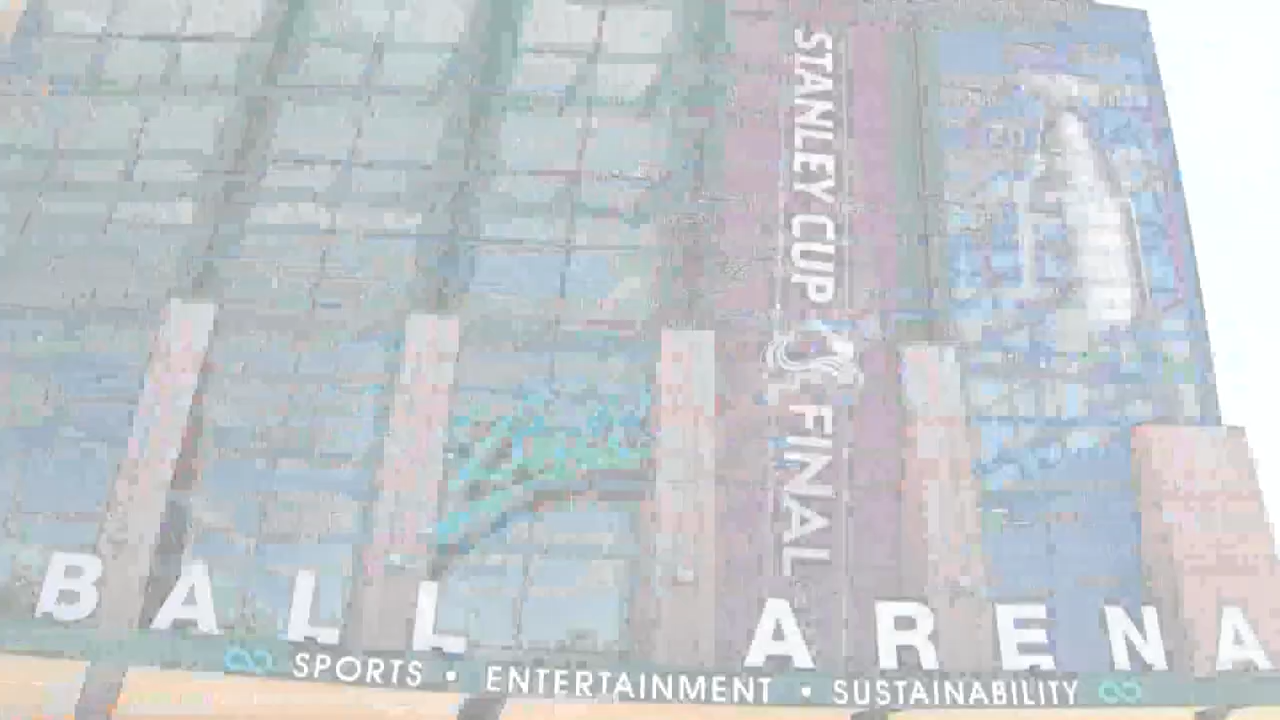 STANLEY CUP FINAL
BALL ARENA
SPORTS • ENTERTAINMENT • SUSTAINABILITY